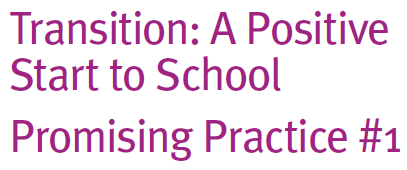 Transition: A Positive
Start to School
Promising Practice #1